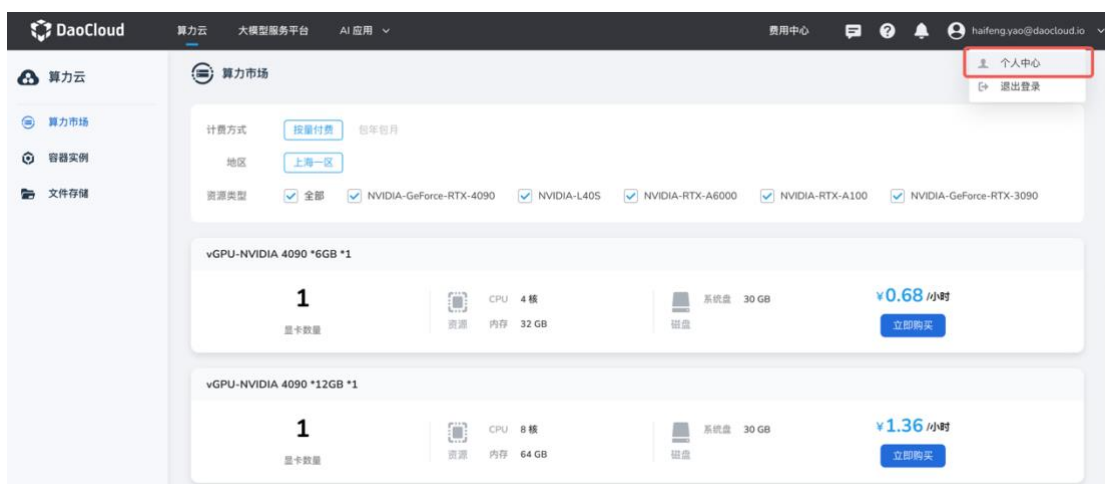 DaoCloud 算力云 大模型服务平台 AI 应用 费用中心 haifeng.yao@daocloud.io
个人中心
退出登录
算力云
算力市场
容器实例
文件存储
算力市场
计费方式 按量付费 包年包月
地区 上海一区
资源类型 全部 NVIDIA-GeForce-RTX-4090 NVIDIA-L40S NVIDIA-RTX-A6000 NVIDIA-RTX-A100 NVIDIA-GeForce-RTX-3090
vGPU-NVIDIA 4090 *6GB *1
1
显卡数量
资源
CPU 4 核
内存 32 GB
磁盘
系统盘 30 GB
¥0.68 /小时
立即购买
vGPU-NVIDIA 4090 *12GB *1
1
显卡数量
资源
CPU 8 核
内存 64 GB
磁盘
系统盘 30 GB
¥1.36 /小时
立即购买